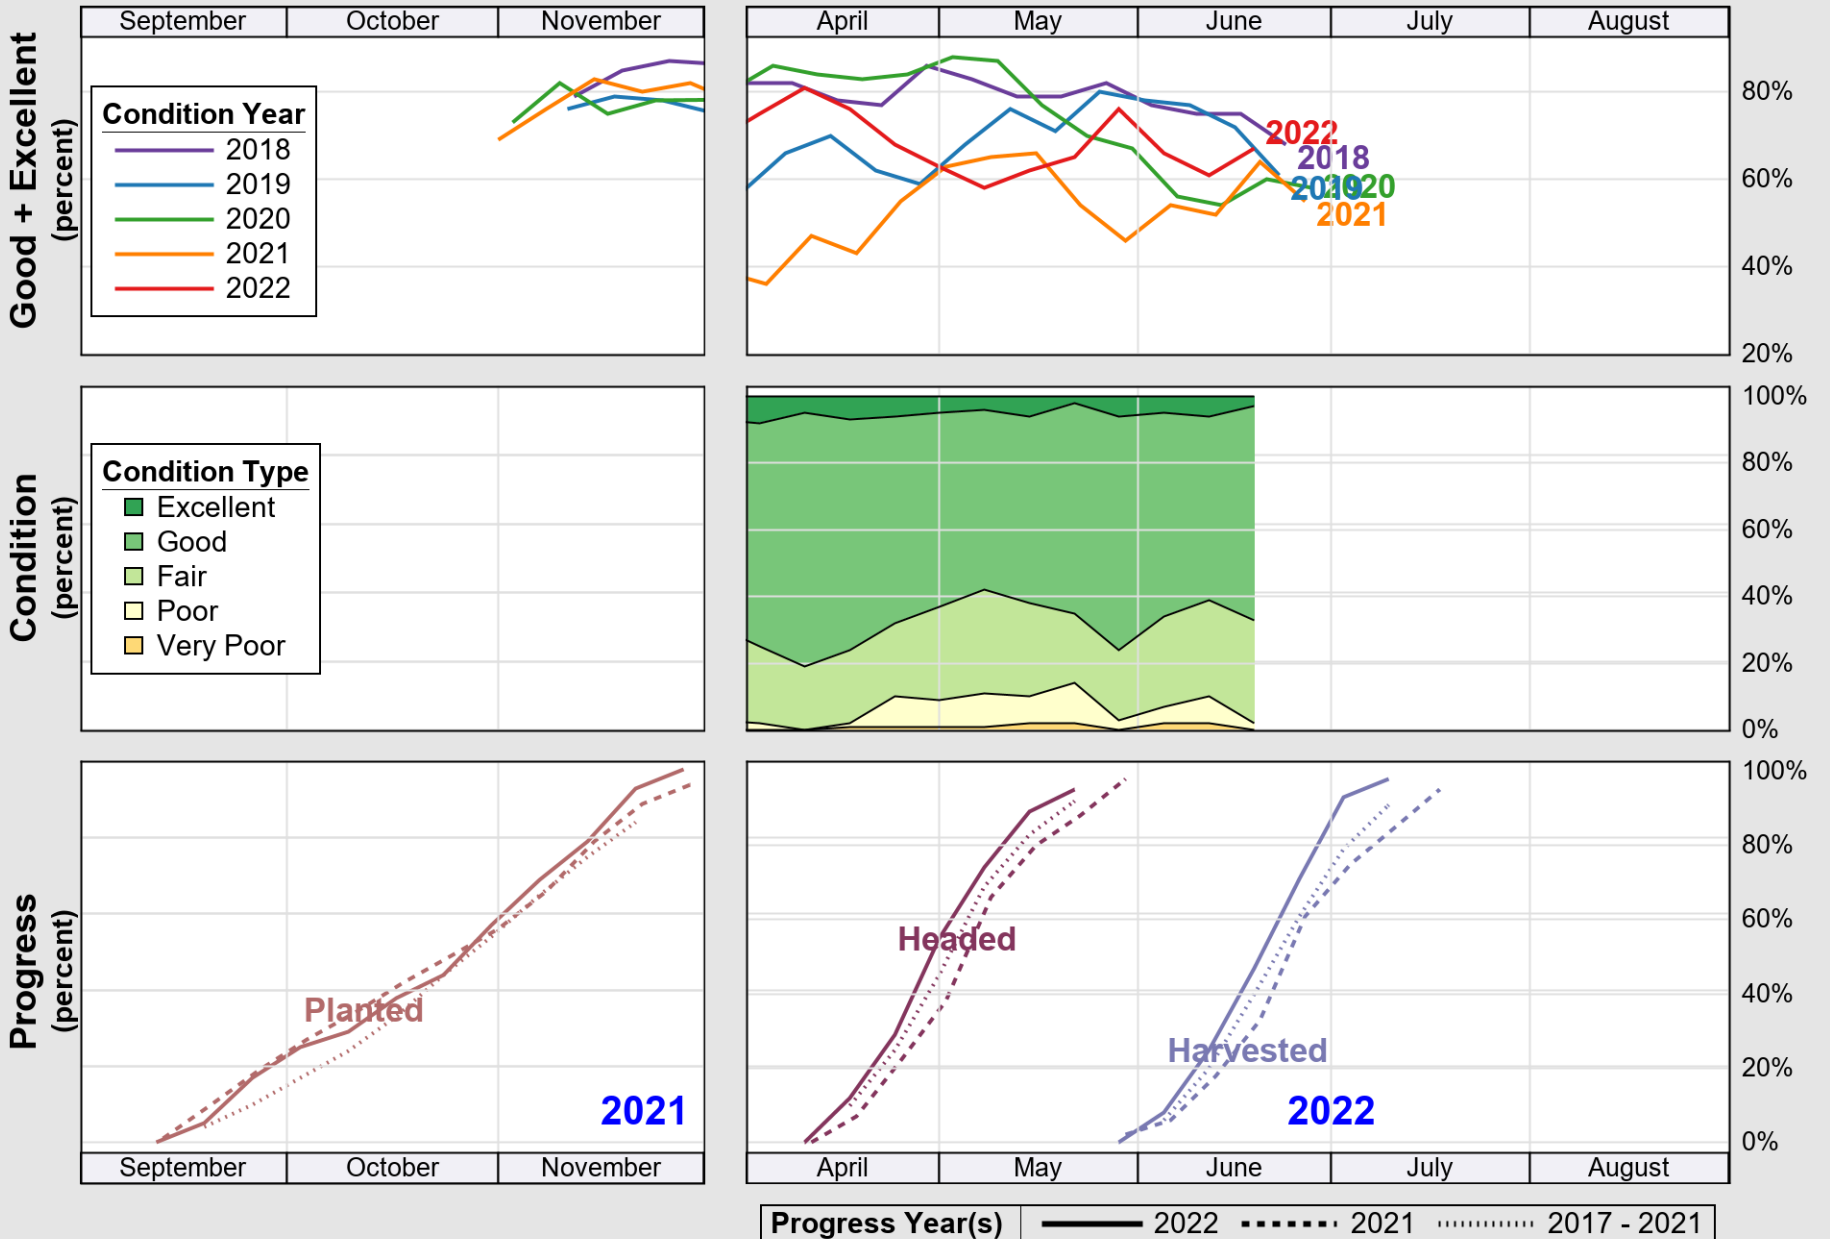 September October November April May June July August
Good + Excellent
(percent)
Condition Year
2018
2019
2020
2021
2022
2022
2018
2019
2020
2021
80%
60%
40%
20%
Condition
(percent)
Condition Type
Excellent
Good
Fair
Poor
Very Poor
100%
80%
60%
40%
20%
0%
Progress
(percent)
Planted
2021
Headed
Harvested
2022
100%
80%
60%
40%
20%
0%
September October November April May June July August
Progress Year(s) 2022 2021 2017 - 2021